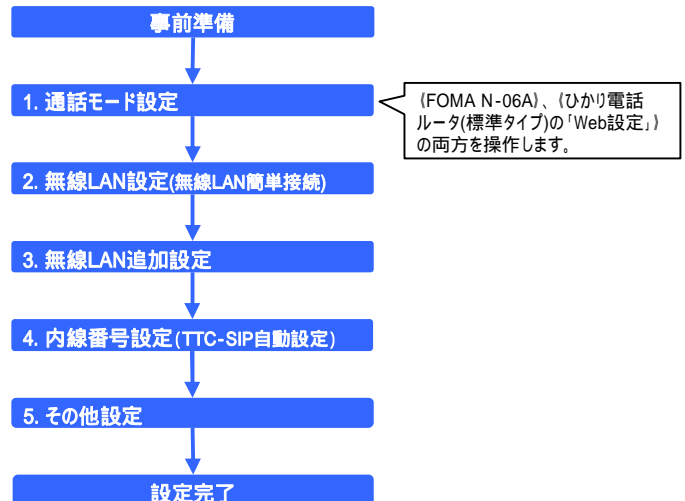 事前準備
1. 通話モード設定
《FOMA N-06A》、《ひかり電話
ルータ(標準タイプ)の「Web設定」》
の両方を操作します。
2. 無線LAN設定(無線LAN簡単接続)
3. 無線LAN追加設定
4. 内線番号設定(TTC-SIP自動設定)
5. その他設定
設定完了